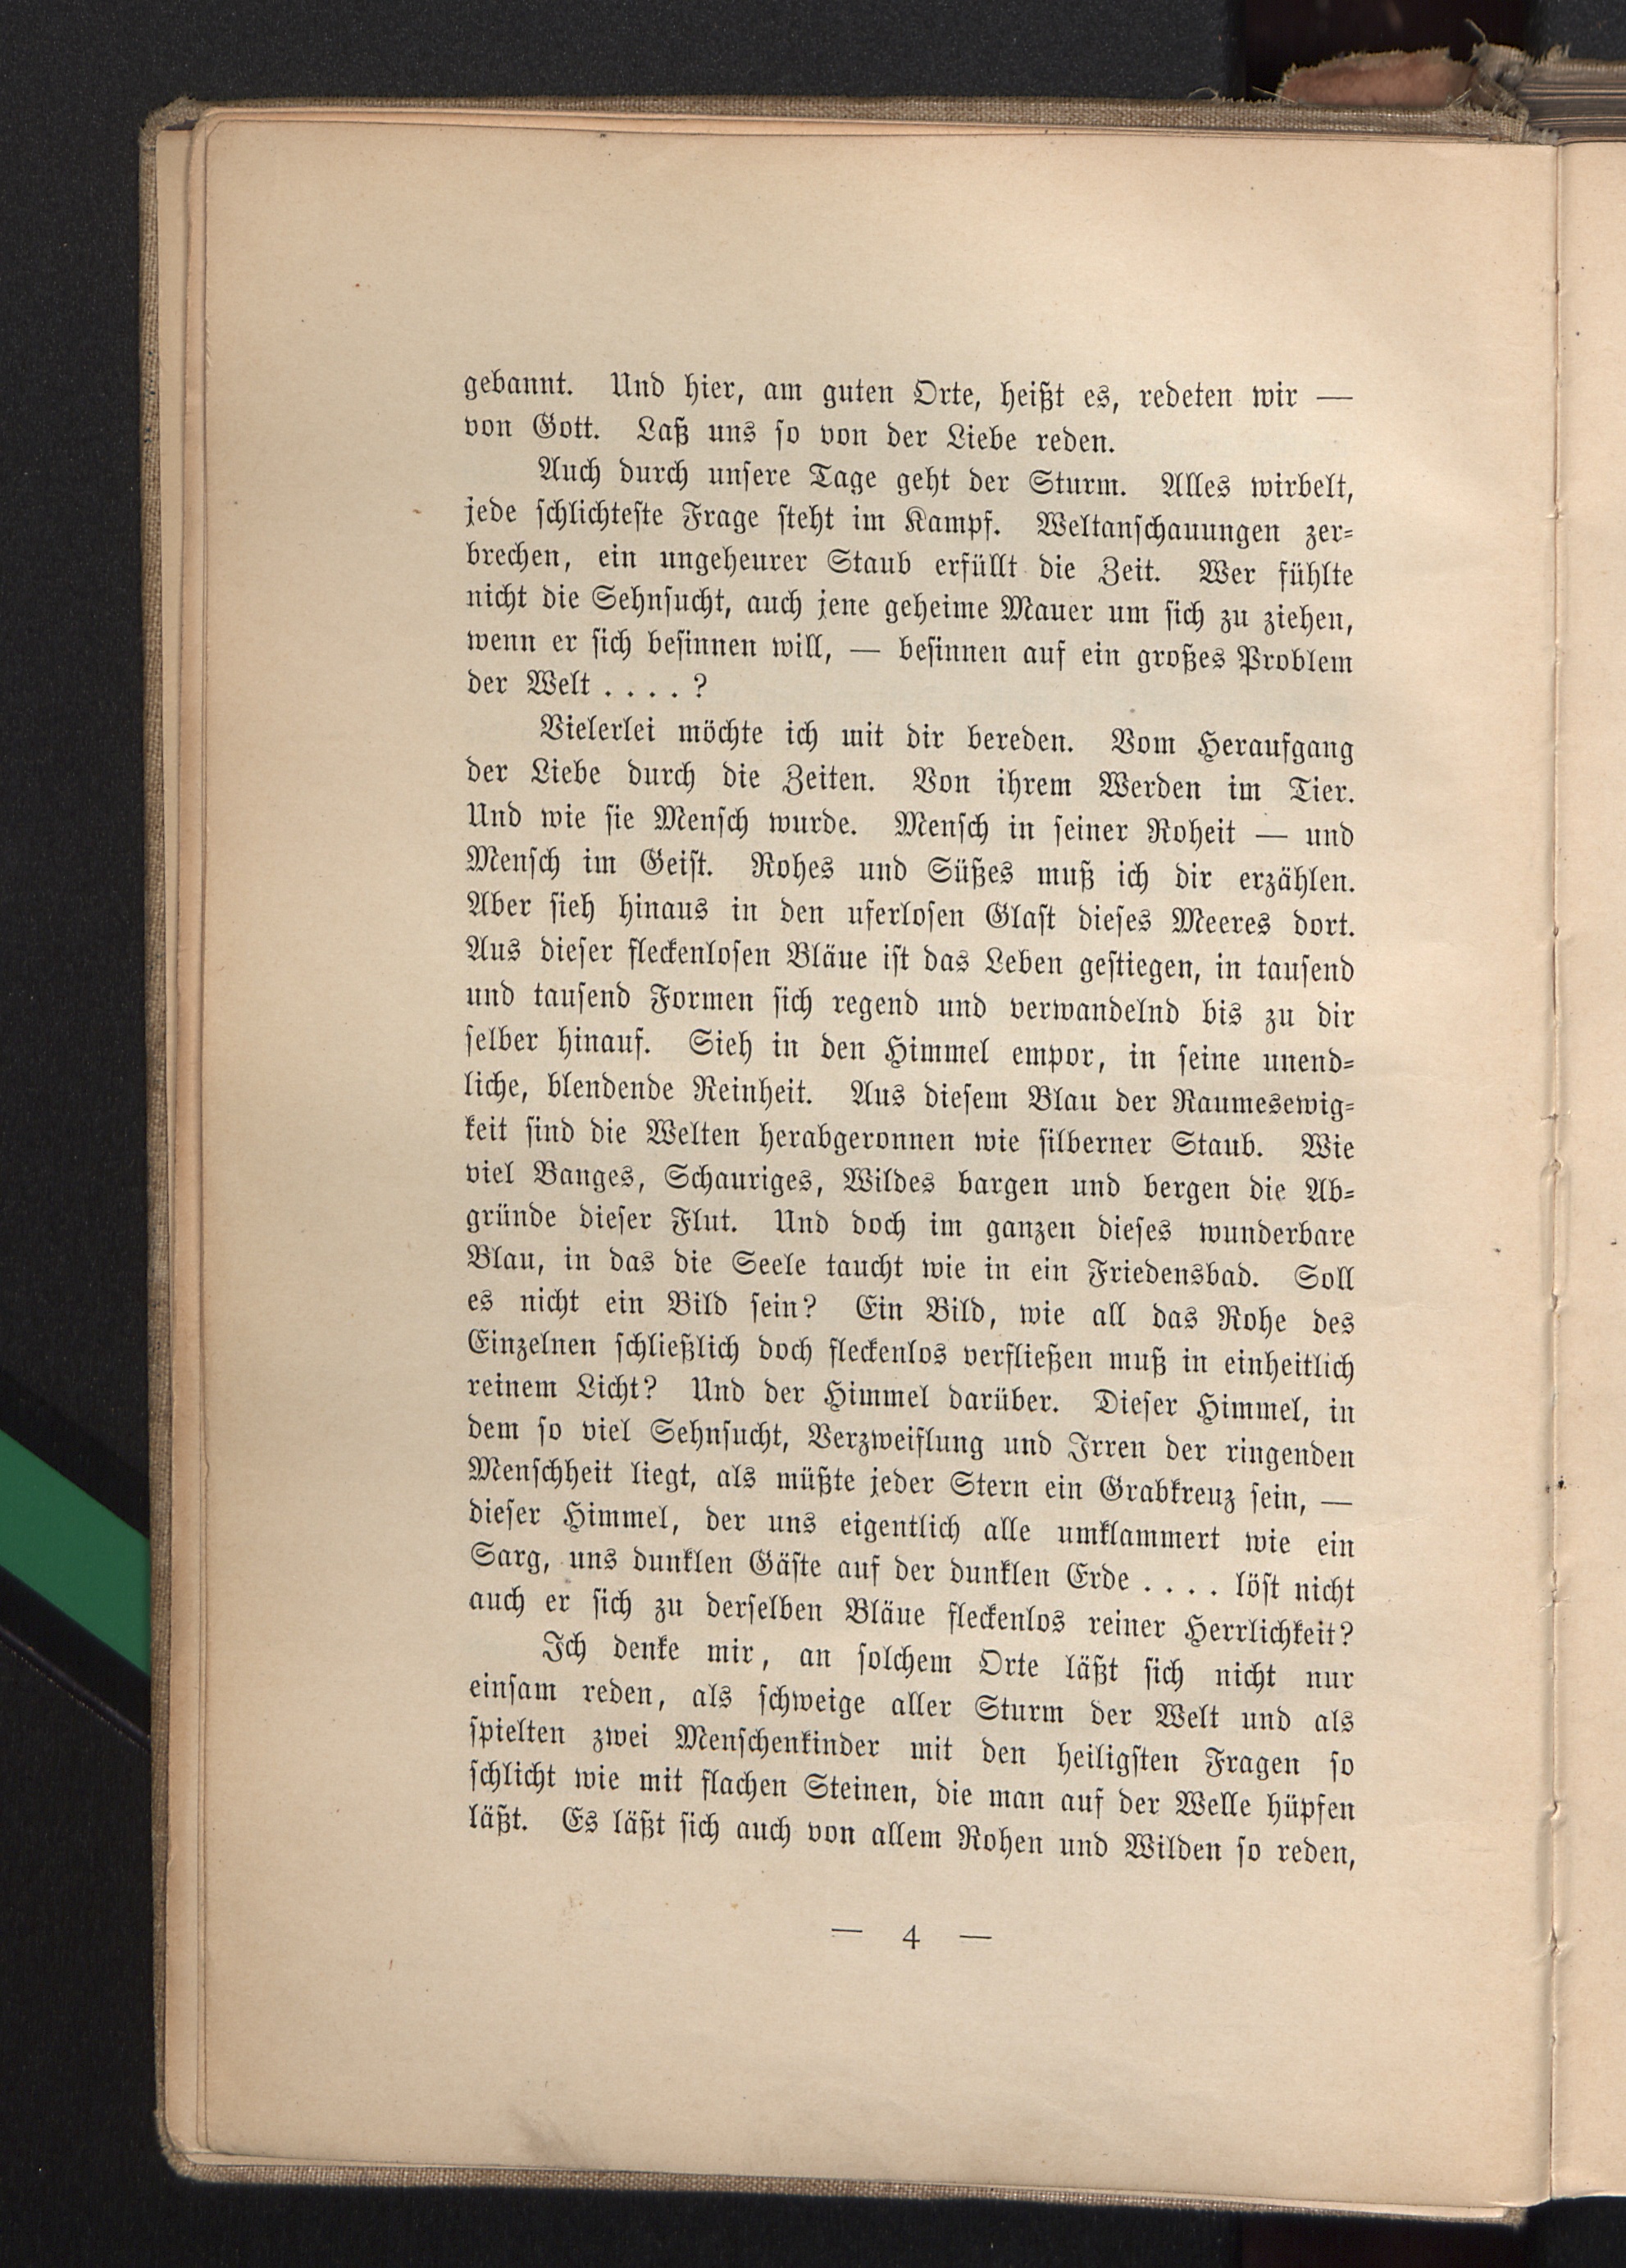 gebannt. Und hier, am guten Orte, heißt es, redeten wir —
von Gott. Laß uns so von der Liebe reden.
Auch durch unsere Tage geht der Sturm. Alles wirbelt,
jede schlichteste Frage steht im Kampf. Weltanschauungen zer-
brechen, ein ungeheurer Staub erfüllt die Zeit. Wer fühlte
nicht die Sehnsucht, auch jene geheime Mauer um sich zu ziehen,
wenn er sich besinnen will, — besinnen auf ein großes Problem
der Welt . . . . ?
Vielerlei möchte ich mit dir bereden. Vom Heraufgang
der Liebe durch die Zeiten. Von ihrem Werden im Tier.
Und wie sie Mensch wurde. Mensch in seiner Roheit — und
Mensch im Geist. Rohes und Süßes muß ich dir erzählen.
Aber sieh hinaus in den uferlosen Glast dieses Meeres dort.
Aus dieser fleckenlosen Bläue ist das Leben gestiegen, in tausend
und tausend Formen sich regend und verwandelnd bis zu dir
selber hinauf. Sieh in den Himmel empor, in seine unend-
liche, blendende Reinheit. Aus diesem Blau der Raumesewig-
keit sind die Welten herabgeronnen wie silberner Staub. Wie
viel Banges, Schauriges, Wildes bargen und bergen die Ab-
gründe dieser Flut. Und doch im ganzen dieses wunderbare
Blau, in das die Seele taucht wie in ein Friedensbad. Soll
es nicht ein Bild sein? Ein Bild, wie all das Rohe des
Einzelnen schließlich doch fleckenlos verfließen muß in einheitlich
reinem Licht? Und der Himmel darüber. Dieser Himmel, in
dem so viel Sehnsucht, Verzweiflung und Irren der ringenden
Menschheit liegt, als müßte jeder Stern ein Grabkreuz sein, —
dieser Himmel, der uns eigentlich alle umklammert wie ein
Sarg, uns dunklen Gäste auf der dunklen Erde . . . . löst nicht
auch er sich zu derselben Bläue fleckenlos reiner Herrlichkeit?
Ich denke mir, an solchem Orte läßt sich nicht nur
einsam reden, als schweige aller Sturm der Welt und als
spielten zwei Menschenkinder mit den heiligsten Fragen so
schlicht wie mit flachen Steinen, die man auf der Welle hüpfen
läßt. Es läßt sich auch von allem Rohen und Wilden so reden,
— 4 —